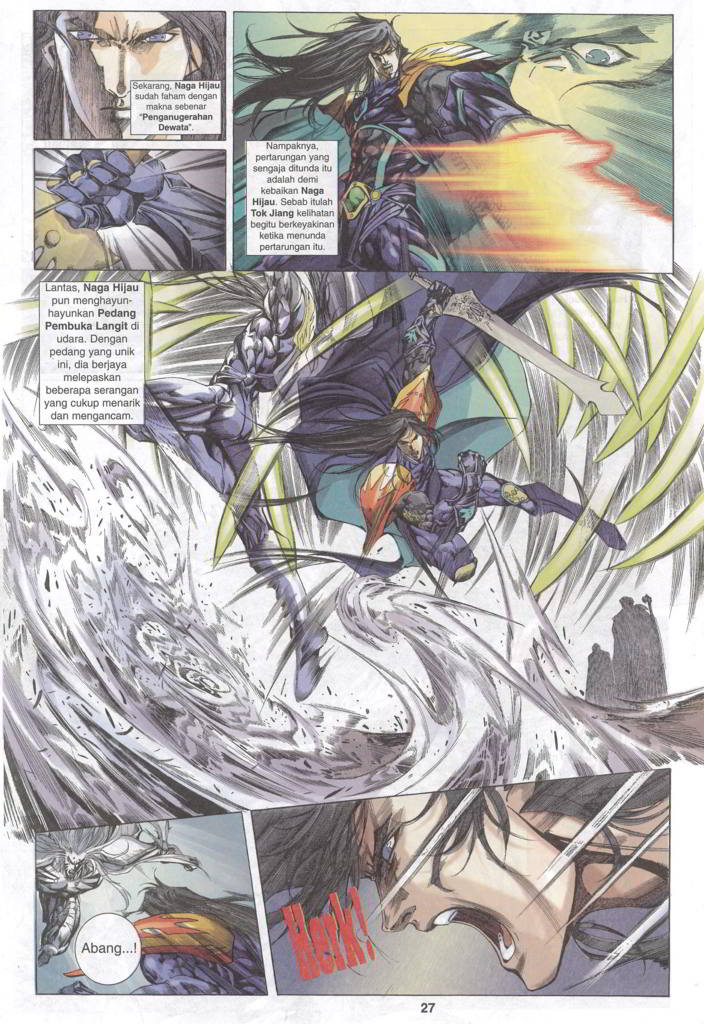 Sekarang, Naga Hijau
sudah faham dengan
makna sebenar
"Penganugerahan
Dewata".
Nampaknya,
pertarungan yang
sengaja ditunda itu
adalah demi
kebaikan Naga
Hijau. Sebab itulah
Tok Jiang kelihatan
begitu berkeyakinan
ketika menunda
pertarungan itu.
Lantas, Naga Hijau
pun menghayun-
hayunkan Pedang
Pembuka Langit di
udara. Dengan
pedang yang unik
ini, dia berjaya
melepaskan
beberapa serangan
yang cukup menarik
dan mengancam.
Abang...!
Herk!
27